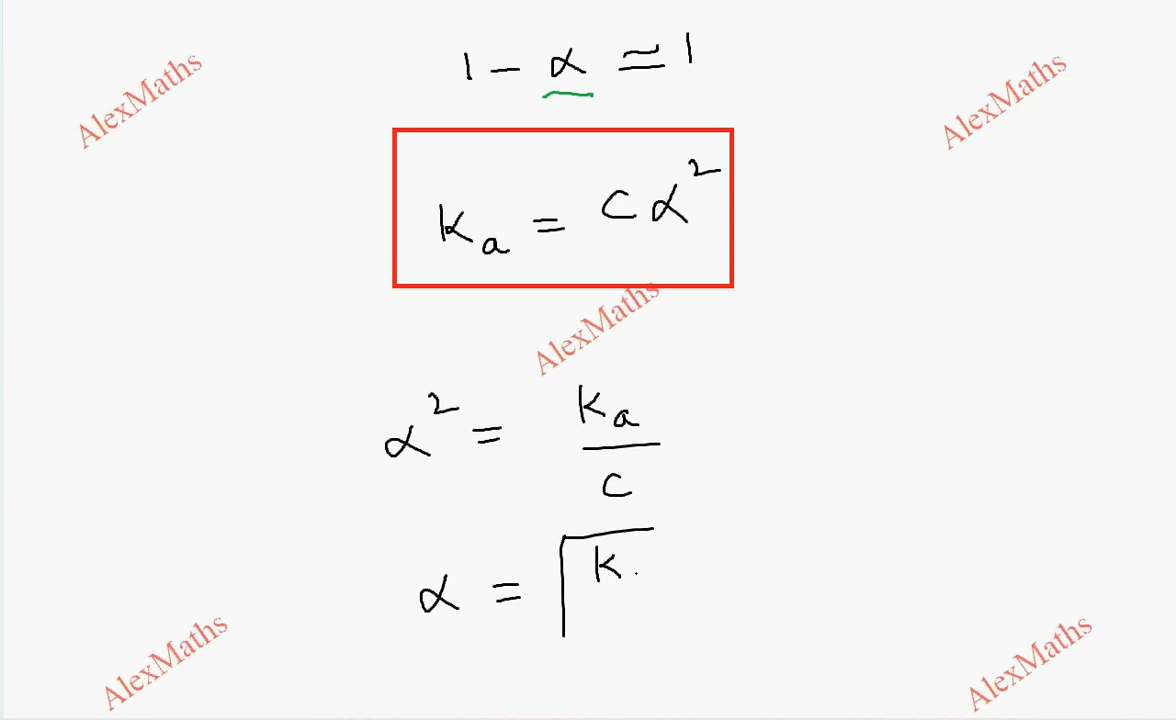 1 - α ≃ 1
AlexMaths
AlexMaths
Ka = Cα²
AlexMaths
α² = Ka/C
α = √K.
AlexMaths
AlexMaths